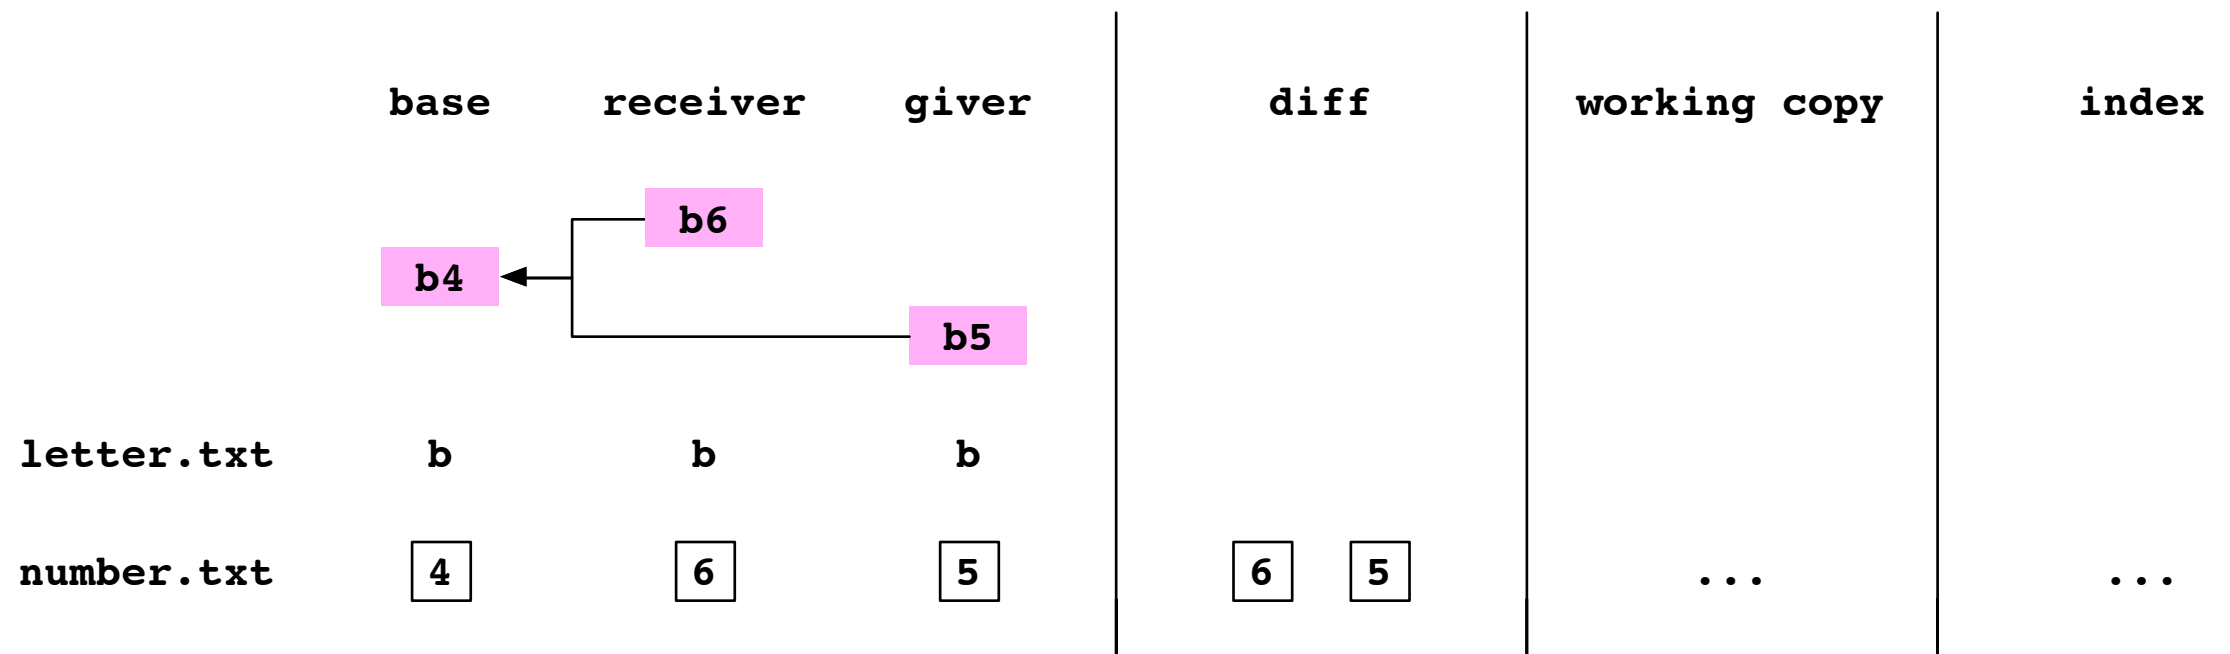 base receiver giver diff working copy index
b6
b4
b5
letter.txt b b b
number.txt 4 6 5 6 5 ... ...